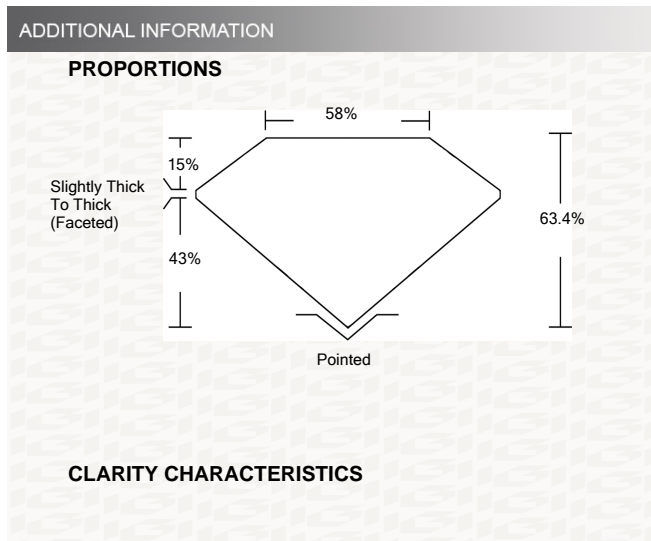 ADDITIONAL INFORMATION
PROPORTIONS
58%
15%
Slightly Thick
To Thick
(Faceted)
63.4%
43%
Pointed
CLARITY CHARACTERISTICS